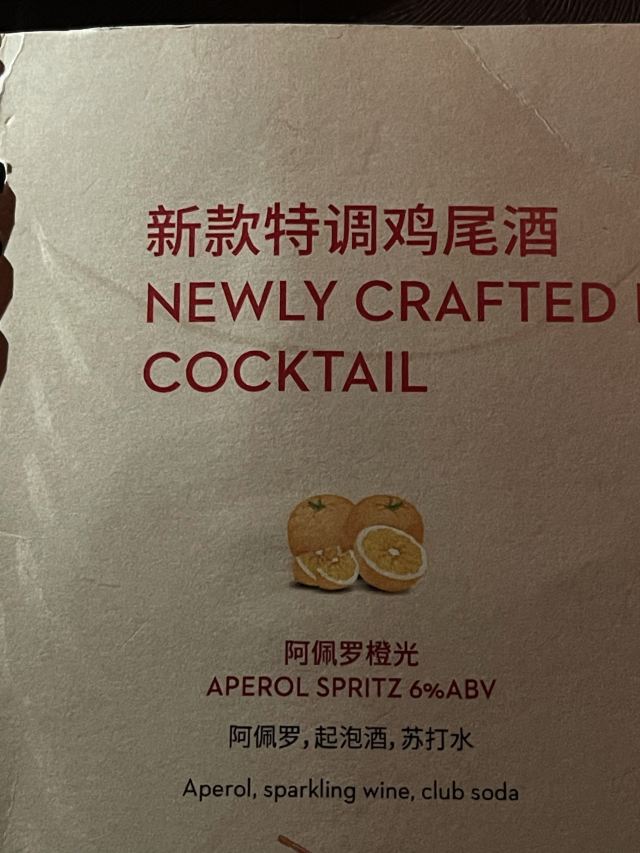 新款特调鸡尾酒
NEWLY CRAFTED
COCKTAIL
阿佩罗橙光
APEROL SPRITZ 6%ABV
阿佩罗，起泡酒，苏打水
Aperol, sparkling wine, club soda